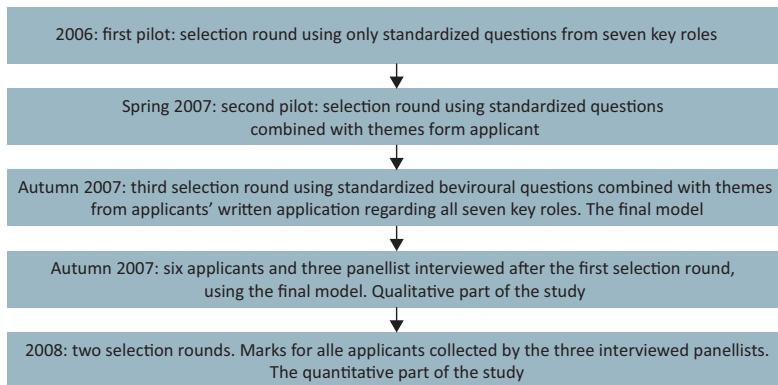 2006: first pilot: selection round using only standardized questions from seven key roles
Spring 2007: second pilot: selection round using standardized questions
combined with themes form applicant
Autumn 2007: third selection round using standardized beviroural questions combined with themes
from applicants' written application regarding all seven key roles. The final model
Autumn 2007: six applicants and three panellist interviewed after the first selection round,
using the final model. Qualitative part of the study
2008: two selection rounds. Marks for alle applicants collected by the three interviewed panellists.
The quantitative part of the study